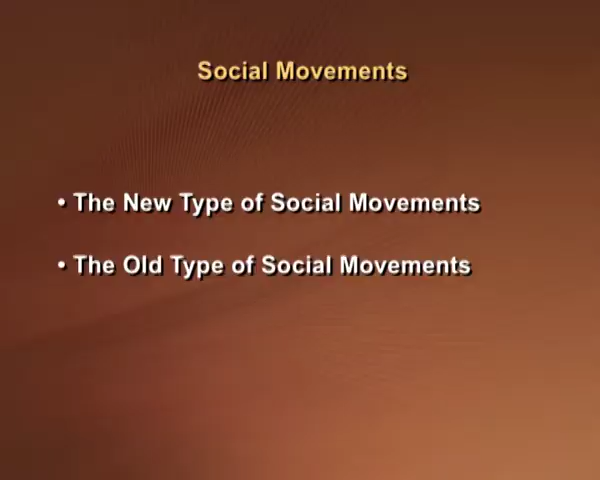 Social Movements
• The New Type of Social Movements
• The Old Type of Social Movements